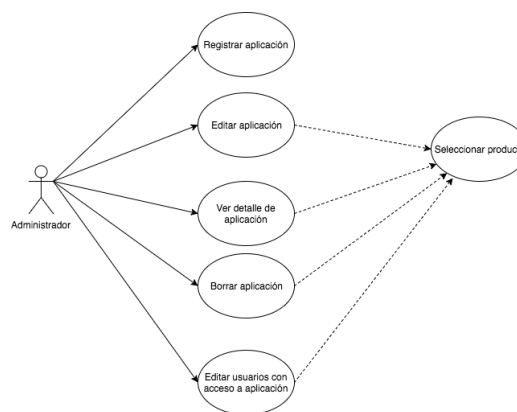 Registrar aplicación
Editar aplicación
Seleccionar produc
Ver detalle de
aplicación
Administrador
Borrar aplicación
Editar usuarios con
acceso a aplicación